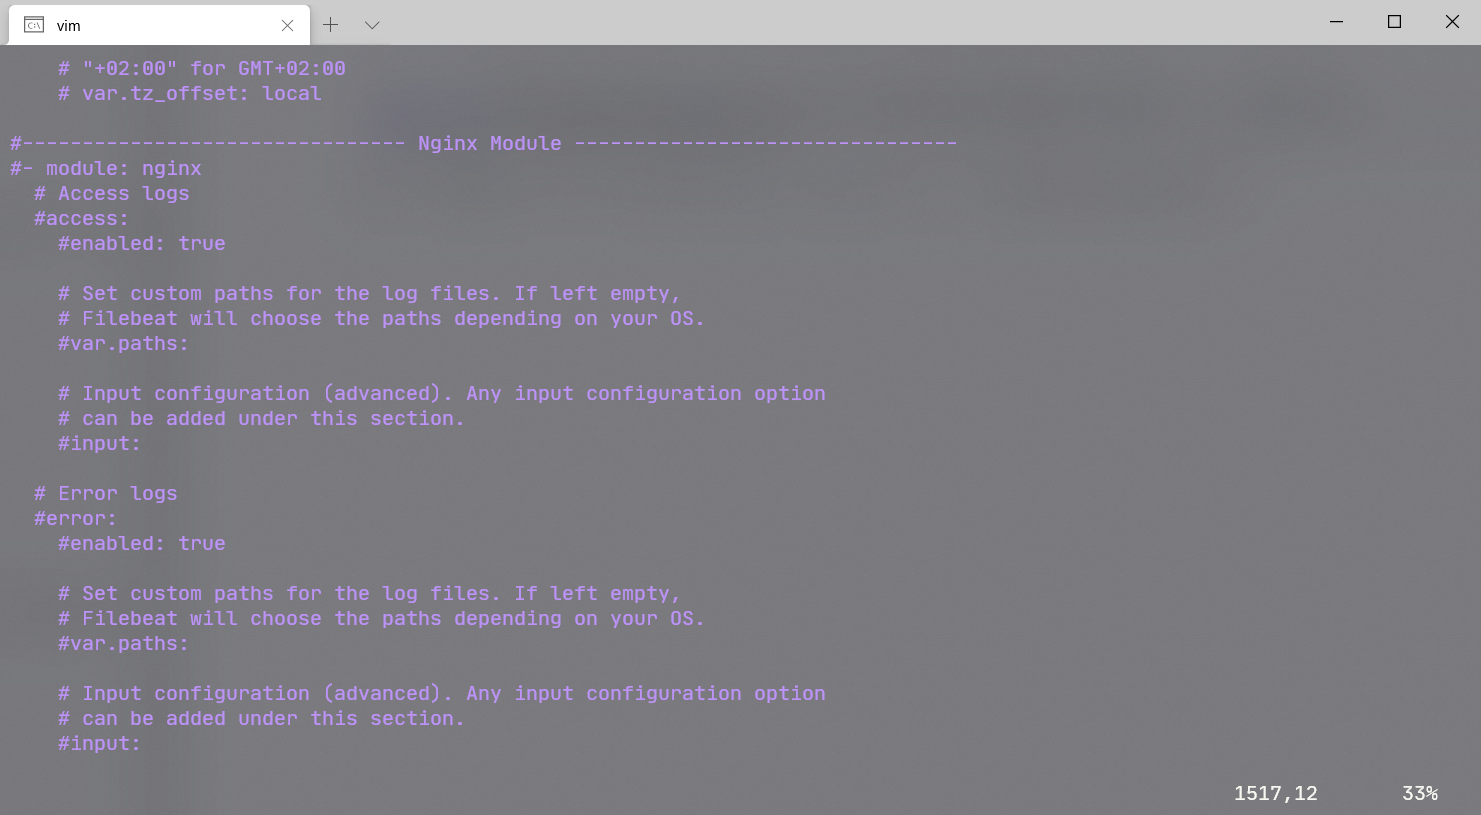 vim
# "+02:00" for GMT+02:00
# var.tz_offset: local
#-------------------------------- Nginx Module --------------------------------
#- module: nginx
# Access logs
#access:
#enabled: true
# Set custom paths for the log files. If left empty,
# Filebeat will choose the paths depending on your OS.
#var.paths:
# Input configuration (advanced). Any input configuration option
# can be added under this section.
#input:
# Error logs
#error:
#enabled: true
# Set custom paths for the log files. If left empty,
# Filebeat will choose the paths depending on your OS.
#var.paths:
# Input configuration (advanced). Any input configuration option
# can be added under this section.
#input:
1517,12 33%